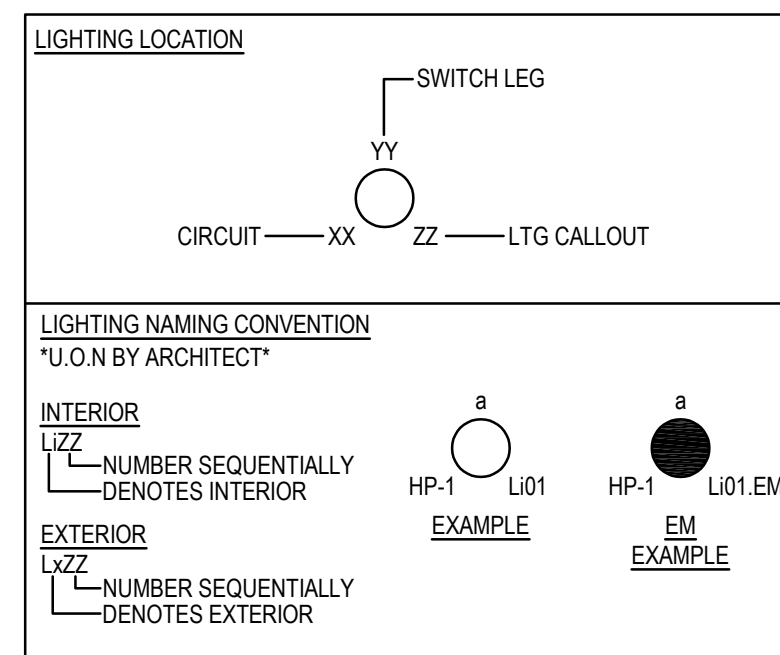 LIGHTING LOCATION
SWITCH LEG
YY
CIRCUIT XX ZZ LTG CALLOUT
LIGHTING NAMING CONVENTION
*U.O.N BY ARCHITECT*
INTERIOR
LiZZ
NUMBER SEQUENTIALLY
DENOTES INTERIOR
EXTERIOR
LxZZ
NUMBER SEQUENTIALLY
DENOTES EXTERIOR
a
HP-1 Li01
EXAMPLE
a
HP-1 Li01.EM
EM
EXAMPLE